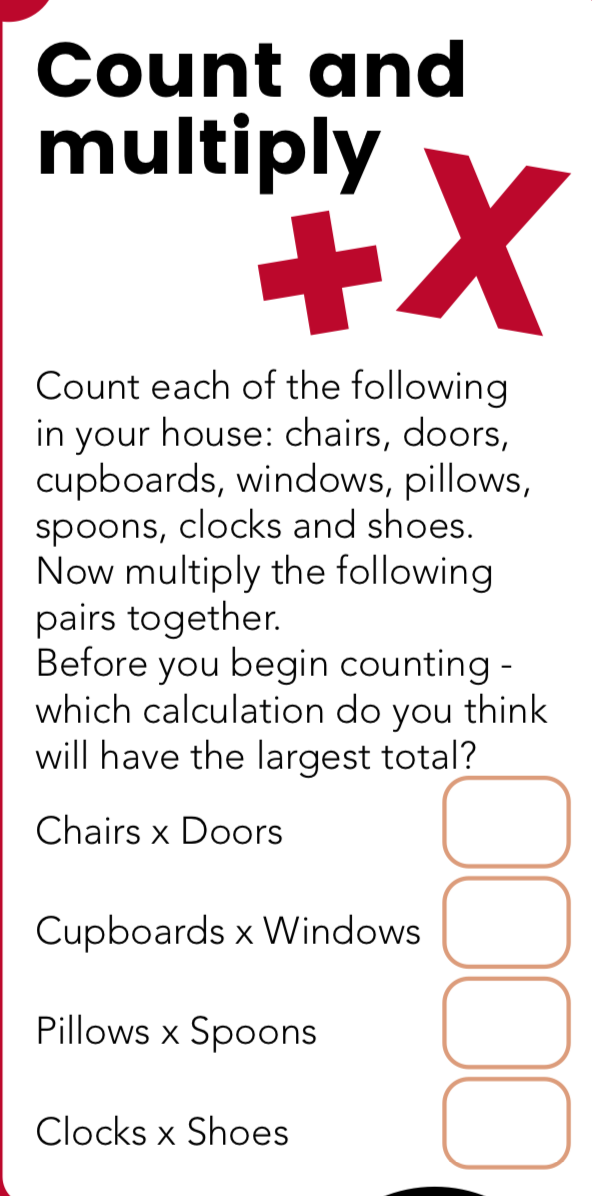 Count and
multiply
+X
Count each of the following
in your house: chairs, doors,
cupboards, windows, pillows,
spoons, clocks and shoes.
Now multiply the following
pairs together.
Before you begin counting -
which calculation do you think
will have the largest total?
Chairs x Doors
Cupboards x Windows
Pillows x Spoons
Clocks x Shoes